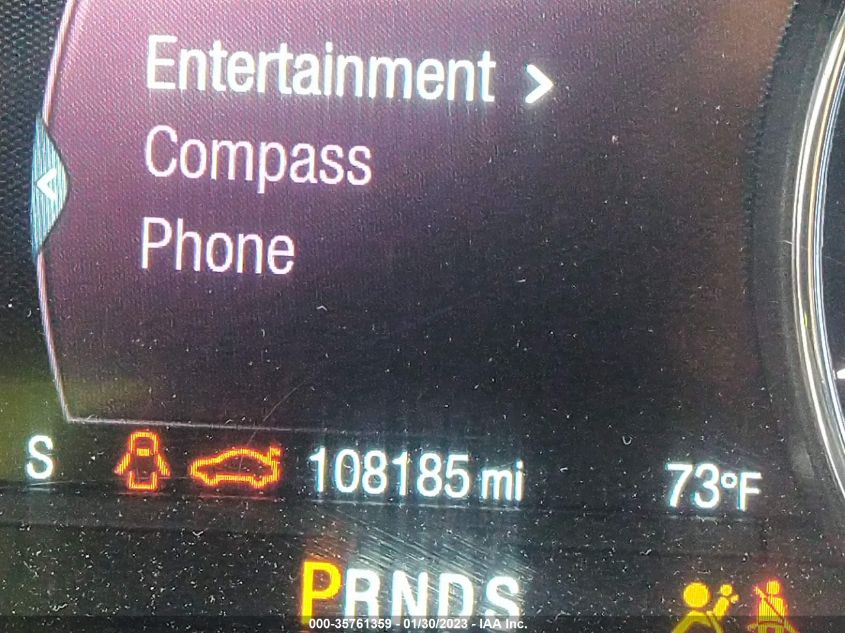 Entertainment >
Compass
<
Phone
S 108185 mi 73°F
PRNDS
000-35761359 - 01/30/2023 - IAA Inc.